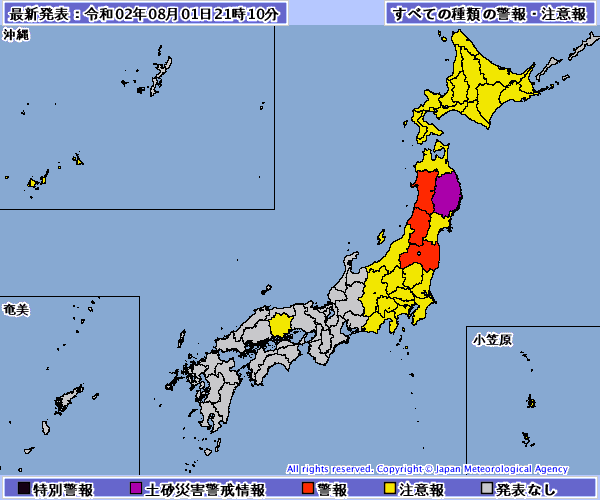 最新発表：令和02年08月01日21時10分
すべての種類の警報・注意報
沖縄
奄美
小笠原
All rights reserved. Copyright © Japan Meteorological Agency
特別警報 土砂災害警戒情報 警報 注意報 発表なし